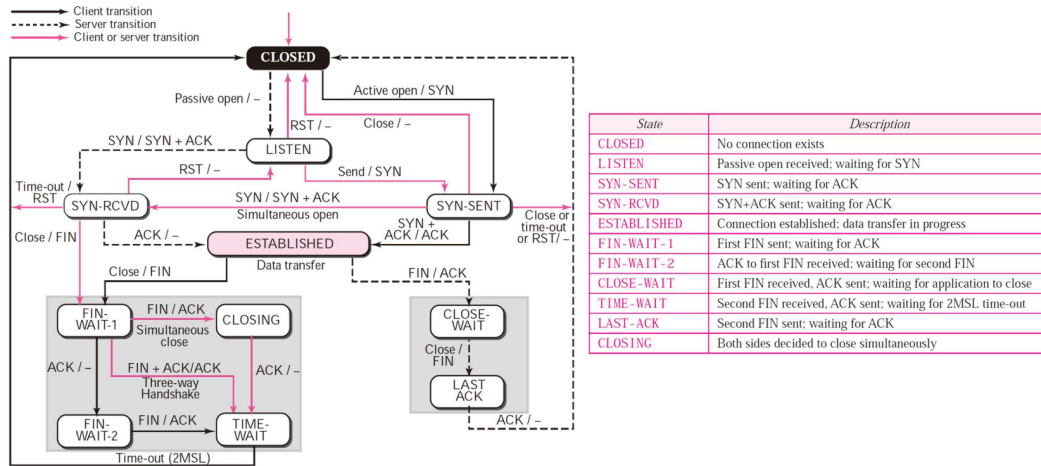 Client transition
Server transition
Client or server transition
CLOSED
Passive open / –
Active open / SYN
RST / –
Close / –
SYN / SYN + ACK
LISTEN
RST / –
Send / SYN
Time-out /
RST
SYN-RCVD
SYN / SYN + ACK
Simultaneous open
SYN-SENT
Close or
time-out
or RST/ –
Close / FIN
ACK / –
SYN +
ACK / ACK
ESTABLISHED
Data transfer
Close / FIN
FIN / ACK
FIN-
WAIT-1
FIN / ACK
Simultaneous
close
CLOSING
CLOSE-
WAIT
ACK / –
FIN + ACK/ACK
Three-way
Handshake
ACK / –
Close /
FIN
LAST
ACK
FIN-
WAIT-2
FIN / ACK
TIME-
WAIT
ACK / –
Time-out (2MSL)
State Description
CLOSED No connection exists
LISTEN Passive open received; waiting for SYN
SYN-SENT SYN sent; waiting for ACK
SYN-RCVD SYN+ACK sent; waiting for ACK
ESTABLISHED Connection established; data transfer in progress
FIN-WAIT-1 First FIN sent; waiting for ACK
FIN-WAIT-2 ACK to first FIN received; waiting for second FIN
CLOSE-WAIT First FIN received, ACK sent; waiting for application to close
TIME-WAIT Second FIN received, ACK sent; waiting for 2MSL time-out
LAST-ACK Second FIN sent; waiting for ACK
CLOSING Both sides decided to close simultaneously